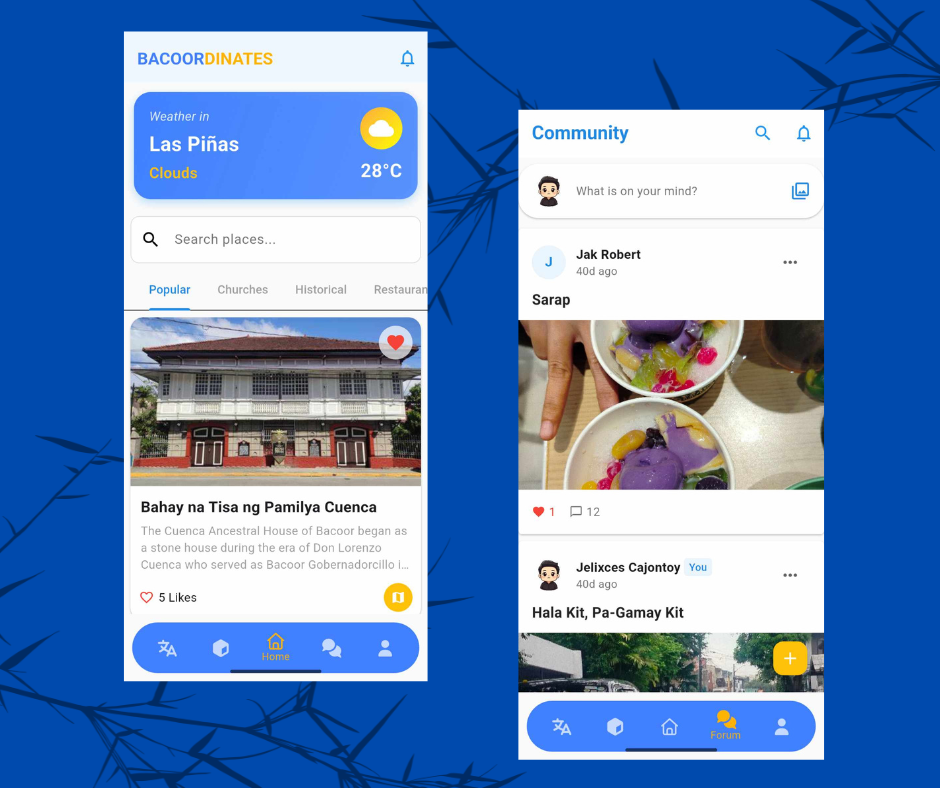 BACOORDINATES
Weather in
Las Piñas
Clouds
28°C
Search places...
Popular Churches Historical Restauran
Bahay na Tisa ng Pamilya Cuenca
The Cuenca Ancestral House of Bacoor began as
a stone house during the era of Don Lorenzo
Cuenca who served as Bacoor Gobernadorcillo i...
5 Likes
Home
Community
What is on your mind?
J
Jak Robert
40d ago
Sarap
1 12
Jelixces Cajontoy You
40d ago
Hala Kit, Pa-Gamay Kit
Forum